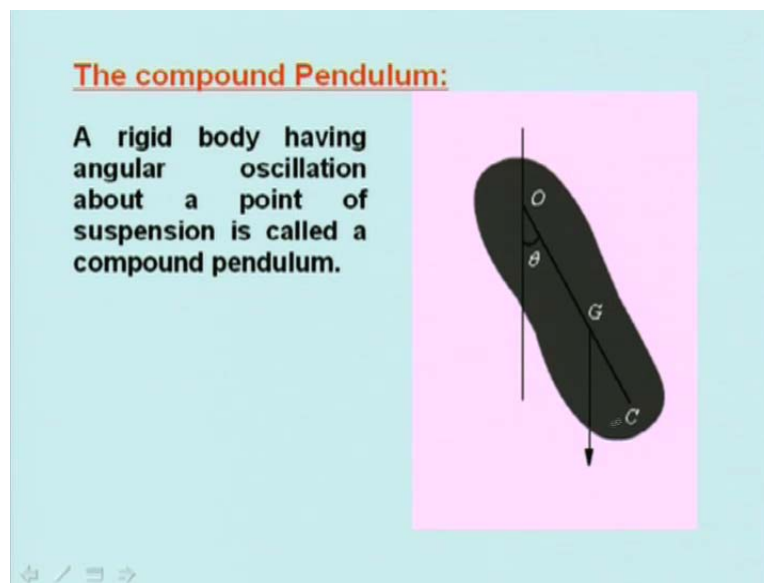 The compound Pendulum:
A rigid body having
angular oscillation
about a point of
suspension is called a
compound pendulum.
O
θ
G
C